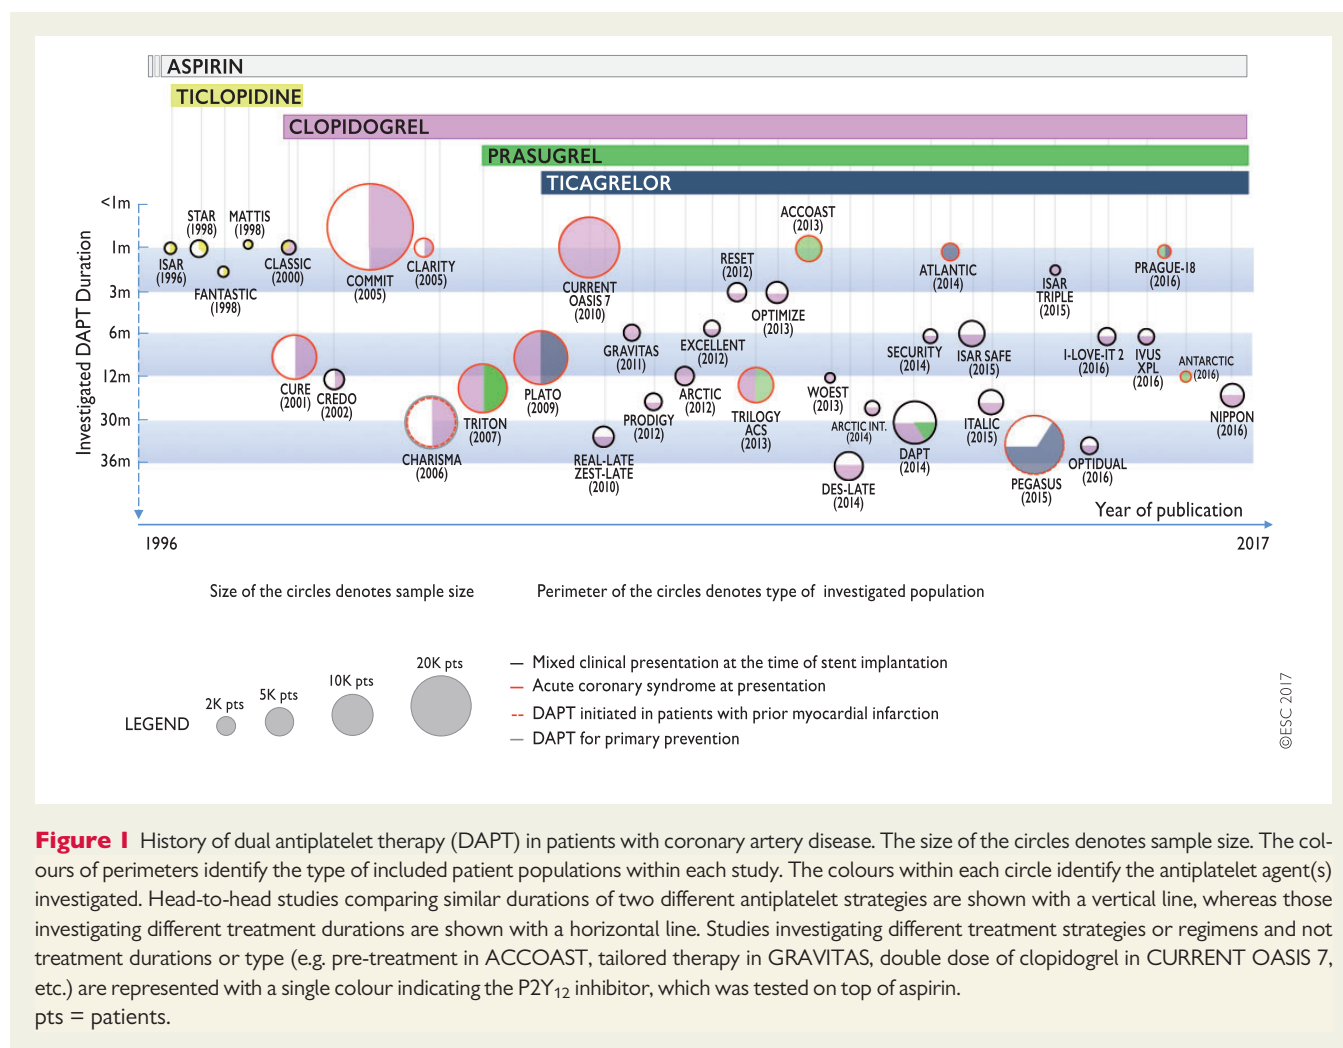 ASPIRIN
TICLOPIDINE
CLOPIDOGREL
PRASUGREL
TICAGRELOR
Investigated DAPT Duration
<1m
1m
3m
6m
12m
30m
36m
ISAR
(1996)
STAR
(1998)
FANTASTIC
(1998)
MATTIS
(1998)
CLASSIC
(2000)
COMMIT
(2005)
CLARITY
(2005)
CURRENT
OASIS 7
(2010)
RESET
(2012)
ACCOAST
(2013)
OPTIMIZE
(2013)
ATLANTIC
(2014)
ISAR
TRIPLE
(2015)
PRAGUE-18
(2016)
CURE
(2001)
CREDO
(2002)
CHARISMA
(2006)
TRITON
(2007)
PLATO
(2009)
REAL-LATE
ZEST-LATE
(2010)
GRAVITAS
(2011)
PRODIGY
(2012)
EXCELLENT
(2012)
ARCTIC
(2012)
TRILOGY
ACS
(2013)
WOEST
(2013)
ARCTIC INT.
(2014)
DES-LATE
(2014)
SECURITY
(2014)
DAPT
(2014)
ISAR SAFE
(2015)
ITALIC
(2015)
PEGASUS
(2015)
OPTIDUAL
(2016)
I-LOVE-IT 2
(2016)
IVUS
XPL
(2016)
ANTARCTIC
(2016)
NIPPON
(2016)
Year of publication
1996
2017
Size of the circles denotes sample size
Perimeter of the circles denotes type of investigated population
LEGEND
2K pts
5K pts
10K pts
20K pts
Mixed clinical presentation at the time of stent implantation
Acute coronary syndrome at presentation
DAPT initiated in patients with prior myocardial infarction
DAPT for primary prevention
©ESC 2017
Figure 1 History of dual antiplatelet therapy (DAPT) in patients with coronary artery disease. The size of the circles denotes sample size. The col-
ours of perimeters identify the type of included patient populations within each study. The colours within each circle identify the antiplatelet agent(s)
investigated. Head-to-head studies comparing similar durations of two different antiplatelet strategies are shown with a vertical line, whereas those
investigating different treatment durations are shown with a horizontal line. Studies investigating different treatment strategies or regimens and not
treatment durations or type (e.g. pre-treatment in ACCOAST, tailored therapy in GRAVITAS, double dose of clopidogrel in CURRENT OASIS 7,
etc.) are represented with a single colour indicating the P2Y12 inhibitor, which was tested on top of aspirin.
pts = patients.